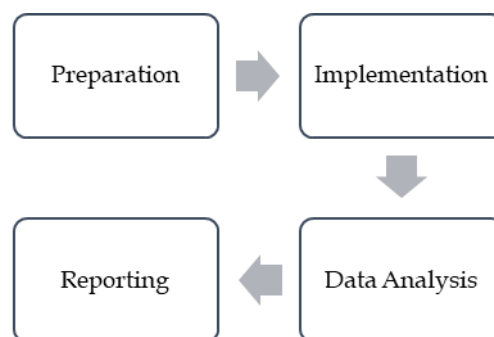 Preparation
Implementation
Data Analysis
Reporting